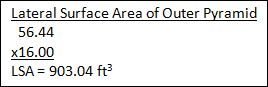 Lateral Surface Area of Outer Pyramid
56.44
x16.00
LSA = 903.04 ft³